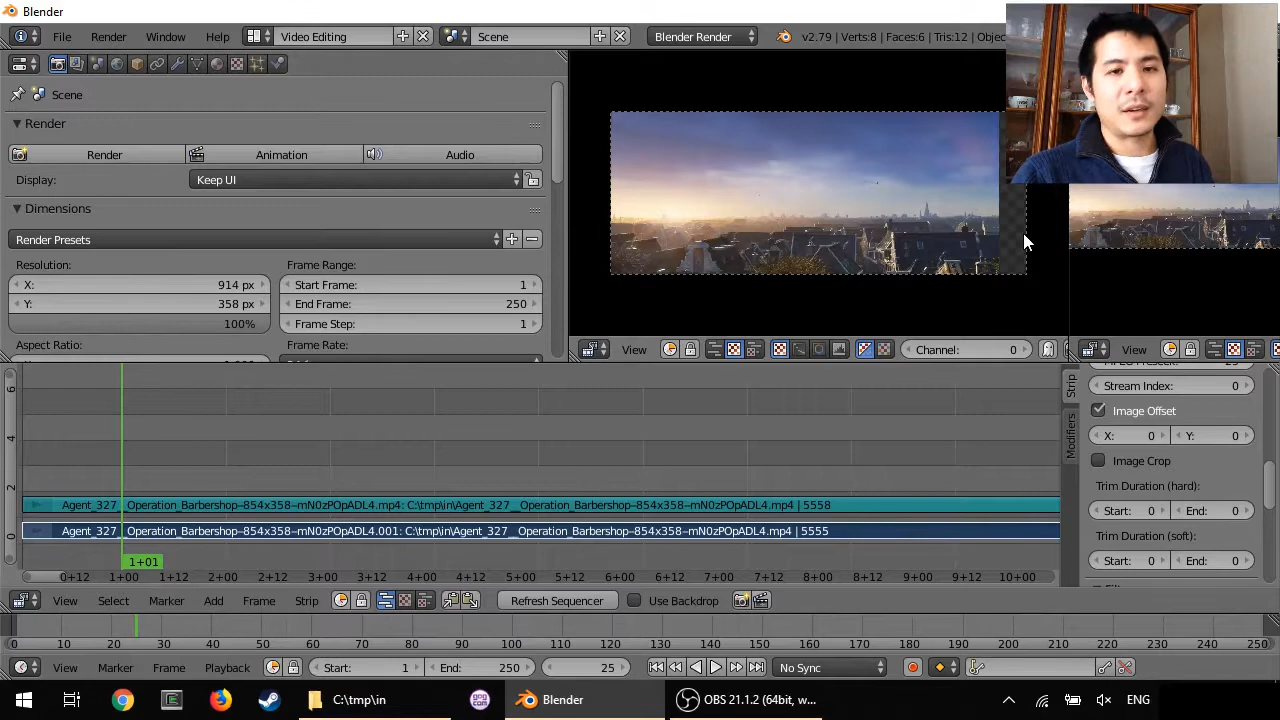 Blender
File Render Window Help Video Editing Scene Blender Render v2.79 | Verts:8 | Faces:6 | Tris:12 | Objec
Scene
Render
Render Animation Audio
Display: Keep UI
Dimensions
Render Presets
Resolution: Frame Range:
X: 914 px Start Frame: 1
Y: 358 px End Frame: 250
100% Frame Step: 1
Aspect Ratio: Frame Rate:
View Channel: 0 View
Strip
Modifiers
Stream Index: 0
Image Offset
X: 0 Y: 0
Image Crop
Trim Duration (hard):
Start: 0 End: 0
Trim Duration (soft):
Start: 0 End: 0
6
4
2
0
Agent_327__Operation_Barbershop-854x358-mN0zPOpADL4.mp4: C:\tmp\in\Agent_327__Operation_Barbershop-854x358-mN0zPOpADL4.mp4 | 5558
Agent_327__Operation_Barbershop-854x358-mN0zPOpADL4.001: C:\tmp\in\Agent_327__Operation_Barbershop-854x358-mN0zPOpADL4.mp4 | 5555
1+01
0+12 1+00 1+12 2+12 3+00 3+12 4+00 4+12 5+00 5+12 6+00 6+12 7+00 7+12 8+00 8+12 9+00 9+12 10+00
View Select Marker Add Frame Strip Refresh Sequencer Use Backdrop
0 10 20 30 40 50 60 70 80 90 100 110 120 130 140 150 160 170 180 190 200 210 220 230 240 250
View Marker Frame Playback Start: 1 End: 250 25 No Sync
C:\tmp\in gog.com Blender OBS 21.1.2 (64bit, w... ENG